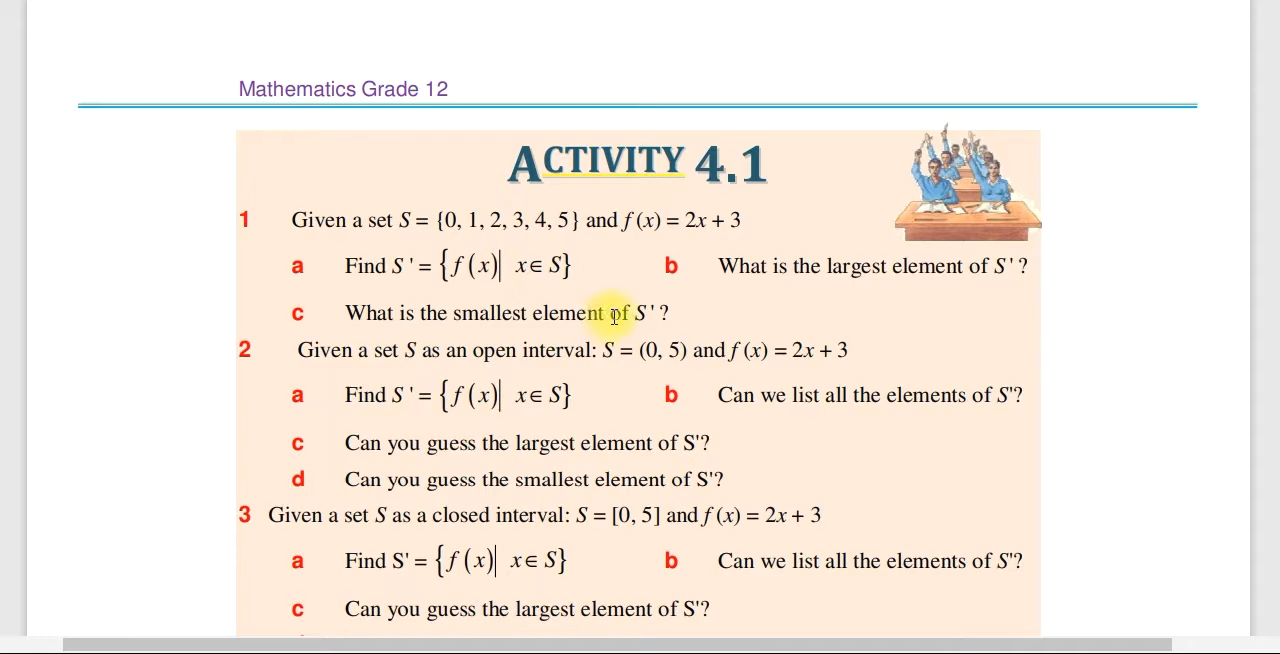 Mathematics Grade 12
ACTIVITY 4.1
1 Given a set S = {0, 1, 2, 3, 4, 5} and f (x) = 2x + 3
a Find S ' = {f (x)| x∈ S} b What is the largest element of S ' ?
c What is the smallest element of S ' ?
2 Given a set S as an open interval: S = (0, 5) and f (x) = 2x + 3
a Find S ' = {f (x)| x∈ S} b Can we list all the elements of S'?
c Can you guess the largest element of S'?
d Can you guess the smallest element of S'?
3 Given a set S as a closed interval: S = [0, 5] and f (x) = 2x + 3
a Find S' = {f (x)| x∈ S} b Can we list all the elements of S'?
c Can you guess the largest element of S'?